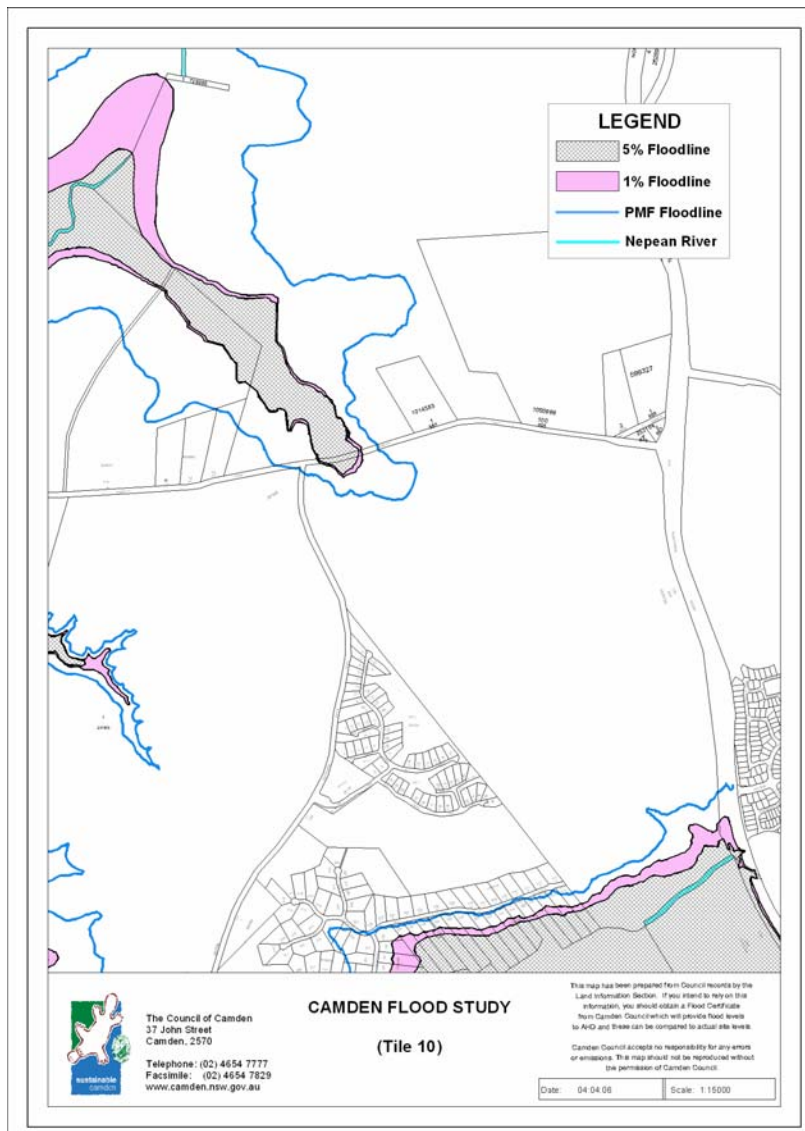 LEGEND
5% Floodline
1% Floodline
PMF Floodline
Nepean River
596327
1014583
CAMDEN FLOOD STUDY
(Tile 10)
The Council of Camden
37 John Street
Camden, 2570
Telephone: (02) 4654 7777
Facsimile: (02) 4654 7829
www.camden.nsw.gov.au
sustainable
camden
This map has been prepared from Council records by the
Land Information Section. If you intend to rely on this
information, you should obtain a Flood Certificate
from Camden Council which will provide flood levels
to AHD and these can be compared to actual site levels.
Camden Council accepts no responsibility for any errors
or omissions. This map should not be reproduced without
the permission of Camden Council.
Date: 04:04:06
Scale: 1:15000